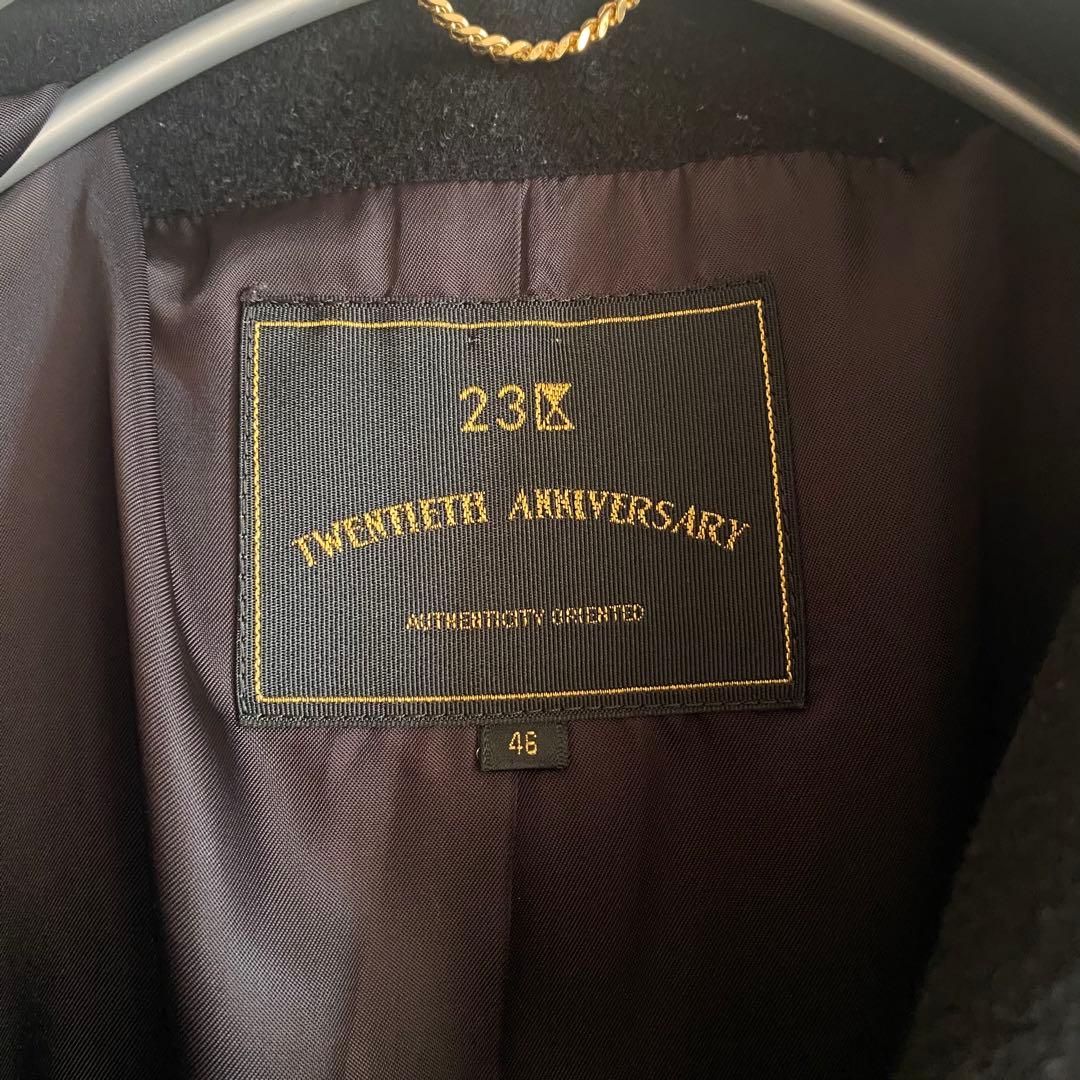 23区
TWENTIETH ANNIVERSARY
AUTHENTICITY ORIENTED
46